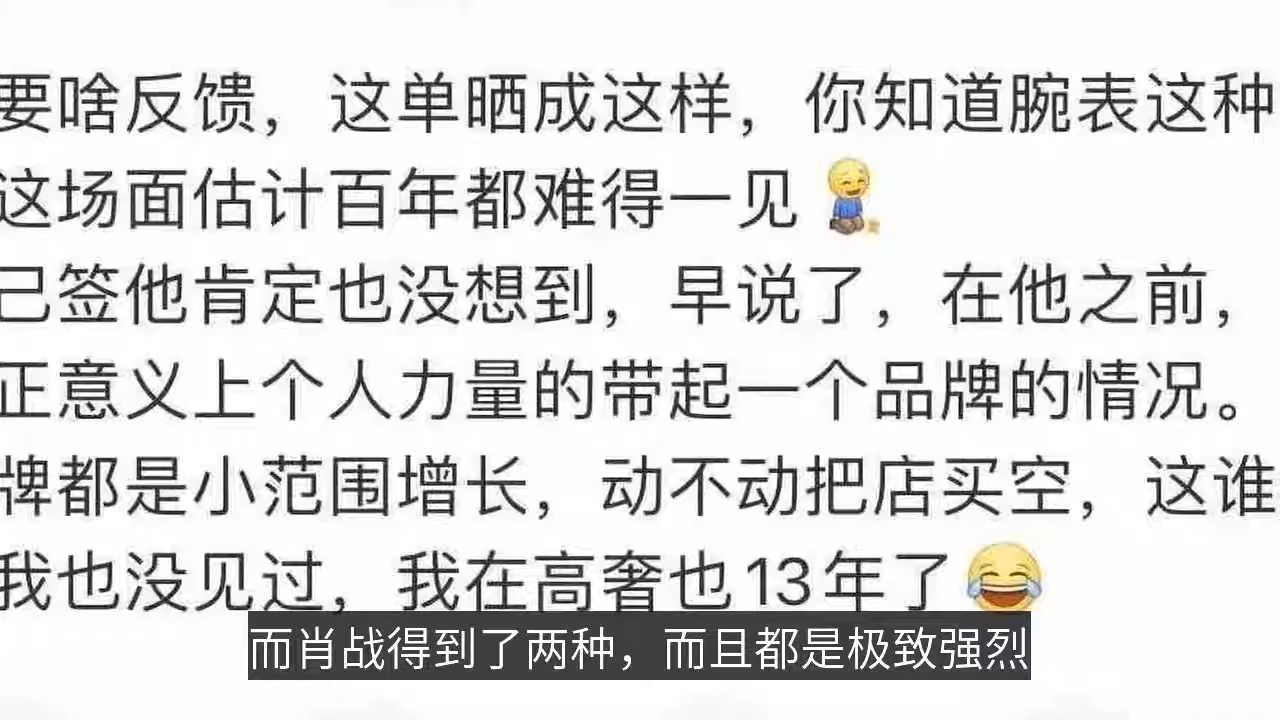 要啥反馈，这单晒成这样，你知道腕表这种
这场面估计百年都难得一见
己签他肯定也没想到，早说了，在他之前，
正意义上个人力量的带起一个品牌的情况。
牌都是小范围增长，动不动把店买空，这谁
我也没见过，我在高奢也13年了
而肖战得到了两种，而且都是极致强烈